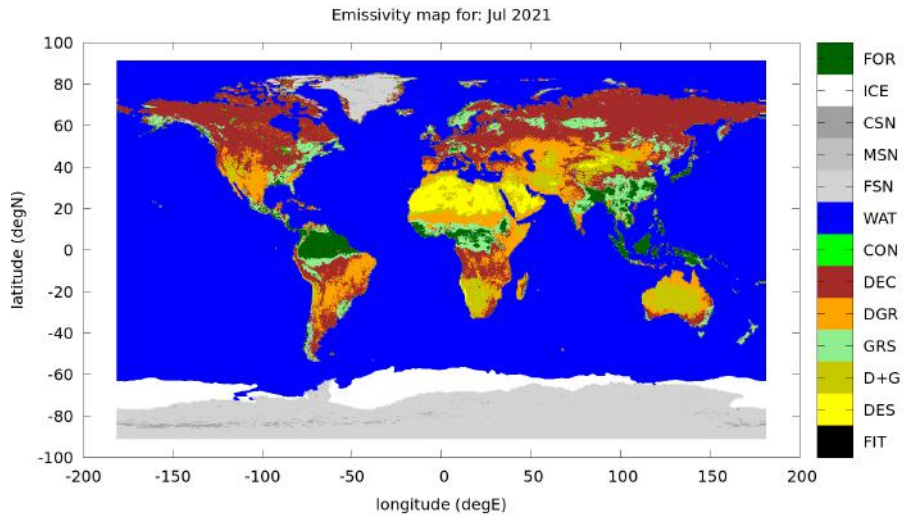 Emissivity map for: Jul 2021
100
80
60
40
20
0
-20
-40
-60
-80
-100
latitude (degN)
-200
-150
-100
-50
0
50
100
150
200
longitude (degE)
FOR
ICE
CSN
MSN
FSN
WAT
CON
DEC
DGR
GRS
D+G
DES
FIT